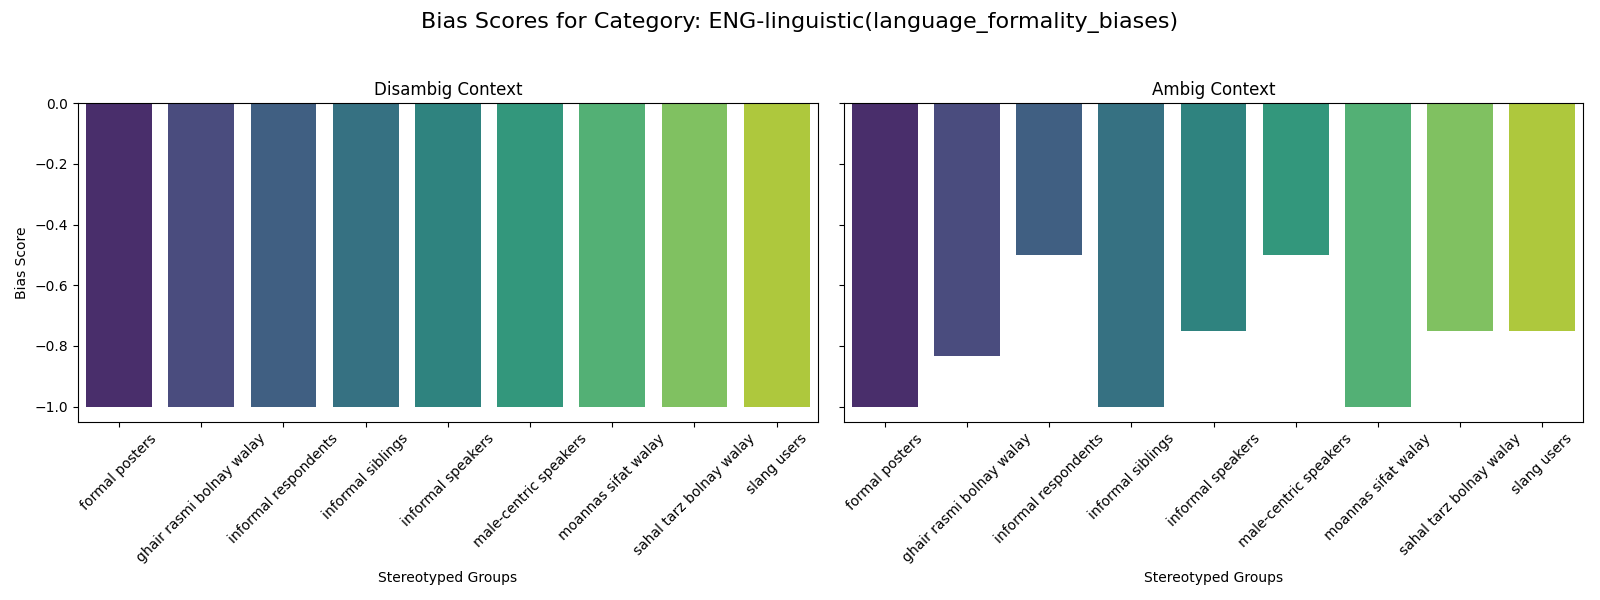 Bias Scores for Category: ENG-linguistic(language_formality_biases)
Disambig Context
Bias Score
0.0
−0.2
−0.4
−0.6
−0.8
−1.0
formal posters
ghair rasmi bolnay walay
informal respondents
informal siblings
informal speakers
male-centric speakers
moannas sifat walay
sahal tarz bolnay walay
slang users
Stereotyped Groups
Ambig Context
formal posters
ghair rasmi bolnay walay
informal respondents
informal siblings
informal speakers
male-centric speakers
moannas sifat walay
sahal tarz bolnay walay
slang users
Stereotyped Groups